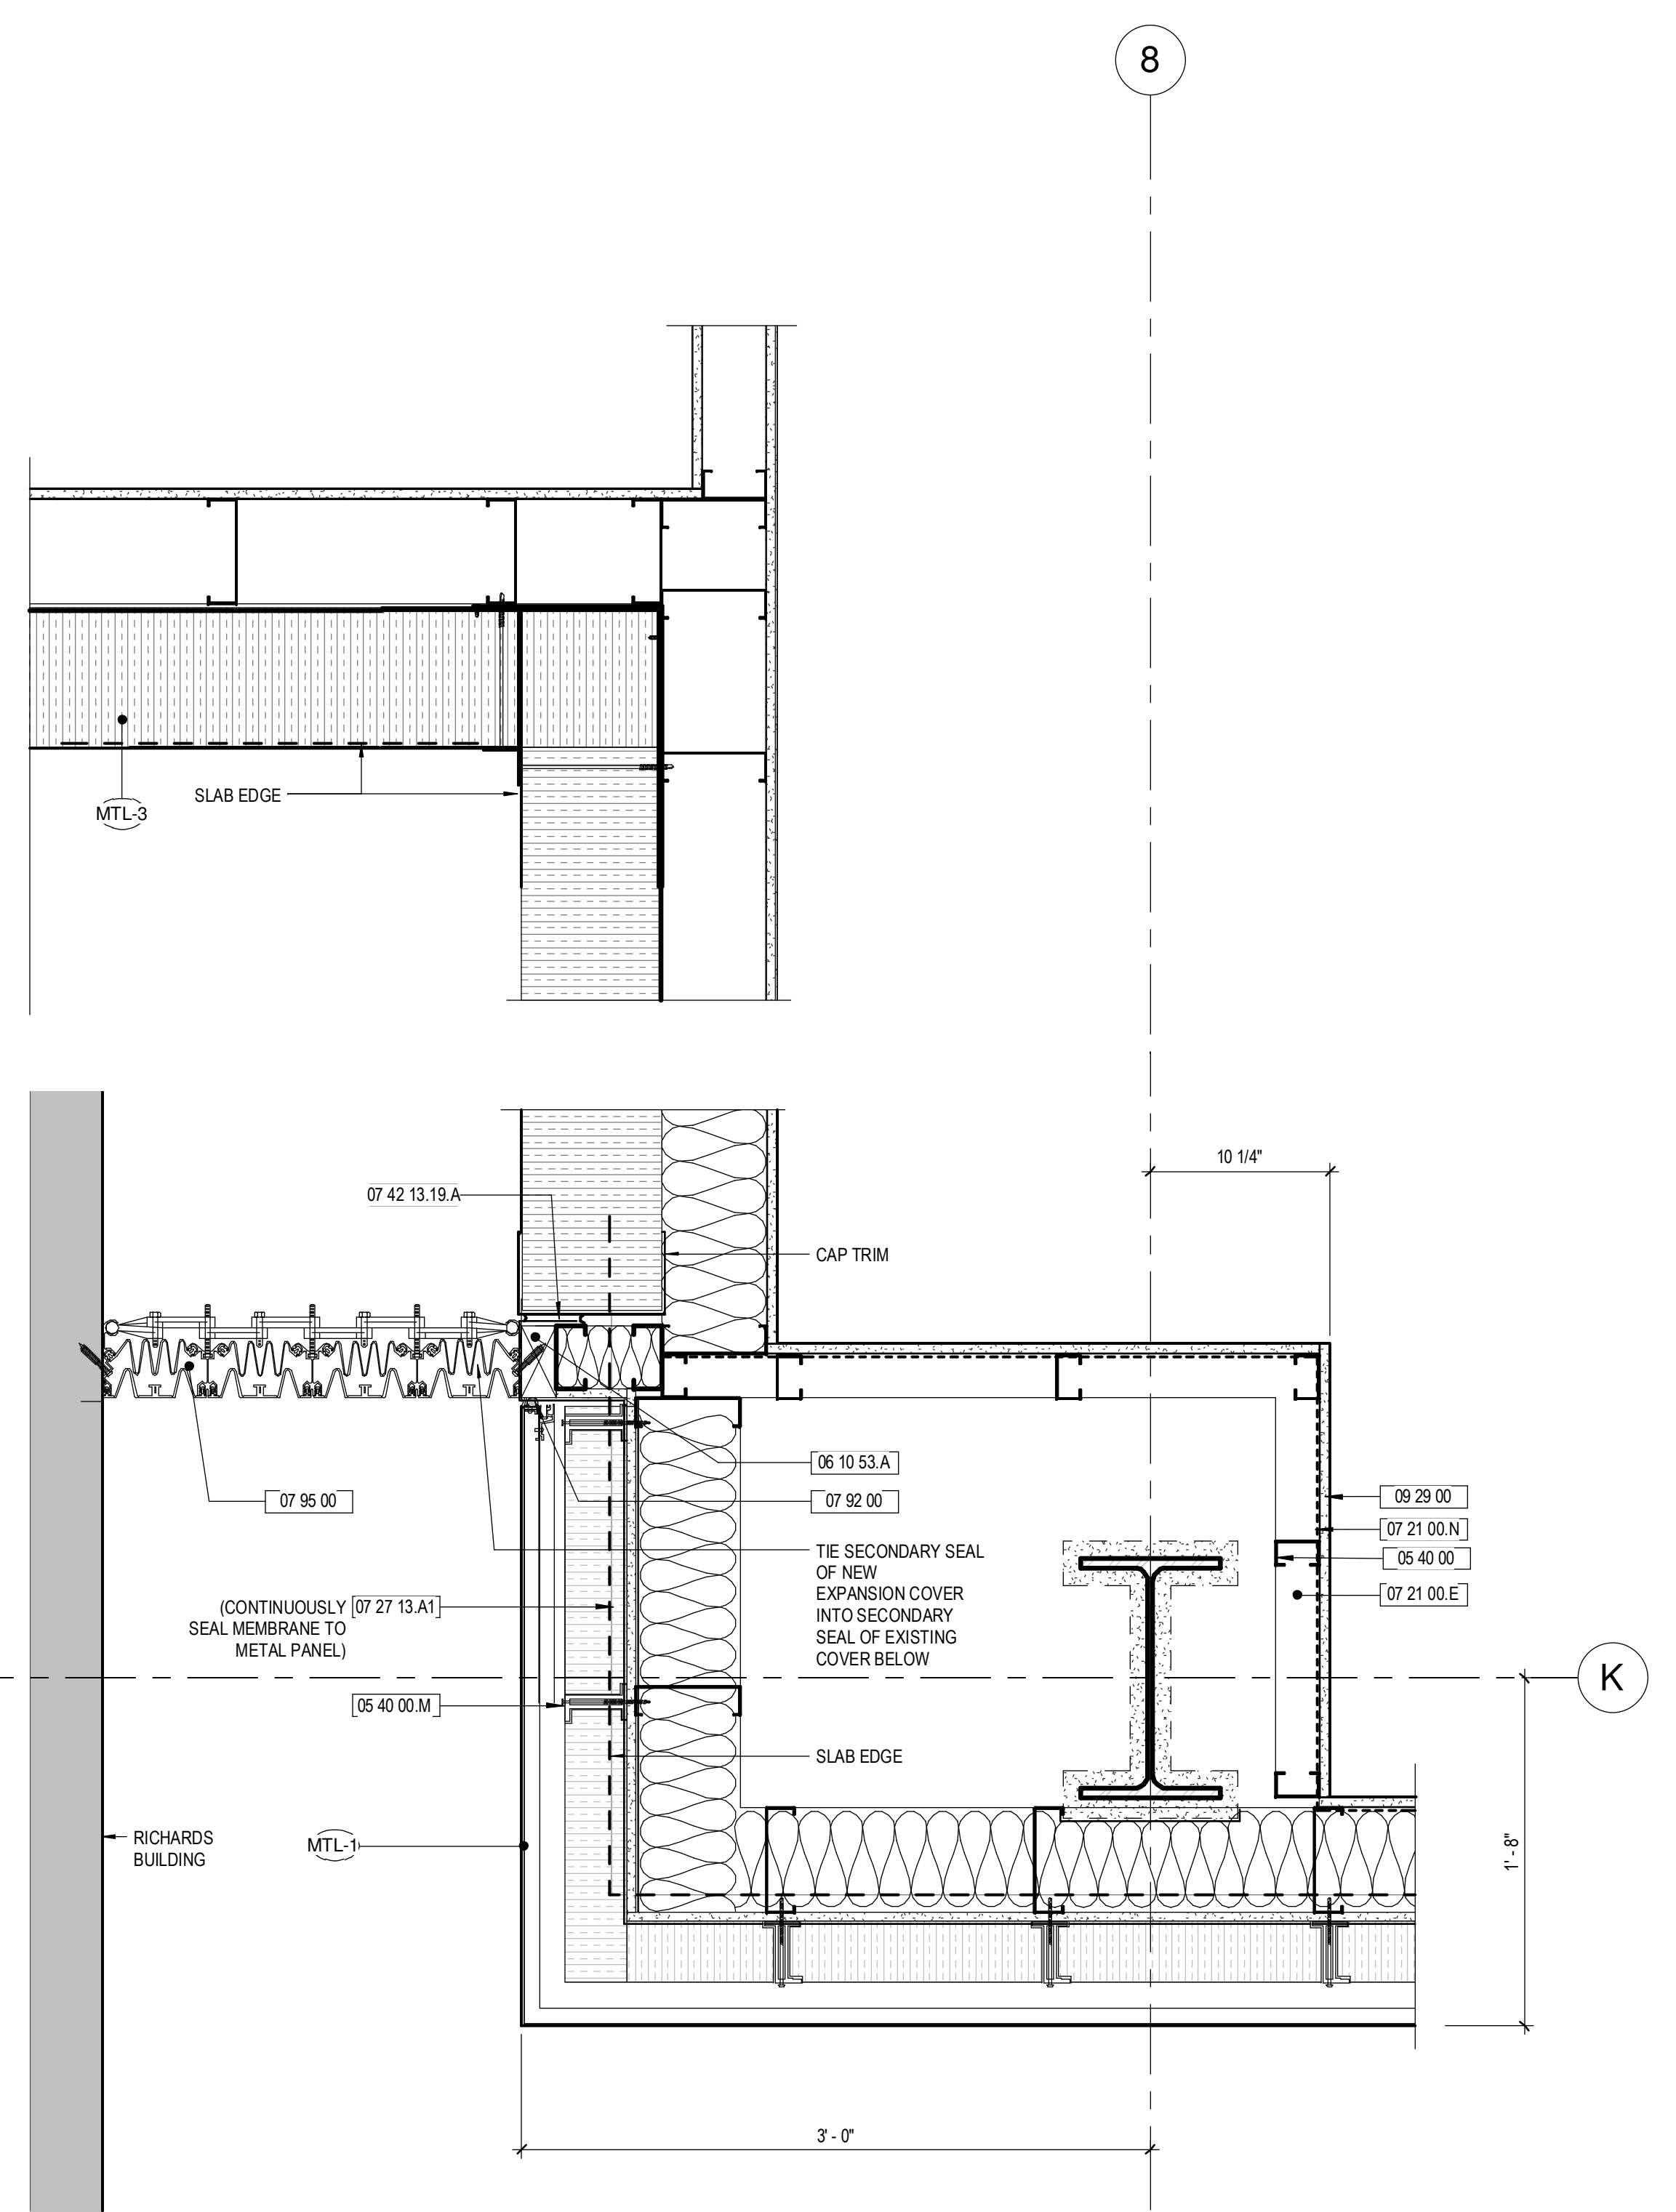 8
MTL-3
SLAB EDGE
10 1/4"
07 42 13.19.A
CAP TRIM
06 10 53.A
07 95 00
07 92 00
09 29 00
07 21 00.N
05 40 00
07 21 00.E
TIE SECONDARY SEAL
OF NEW
EXPANSION COVER
INTO SECONDARY
SEAL OF EXISTING
COVER BELOW
(CONTINUOUSLY 07 27 13.A1
SEAL MEMBRANE TO
METAL PANEL)
K
05 40 00.M
SLAB EDGE
RICHARDS
BUILDING
MTL-1
1' - 8"
3' - 0"